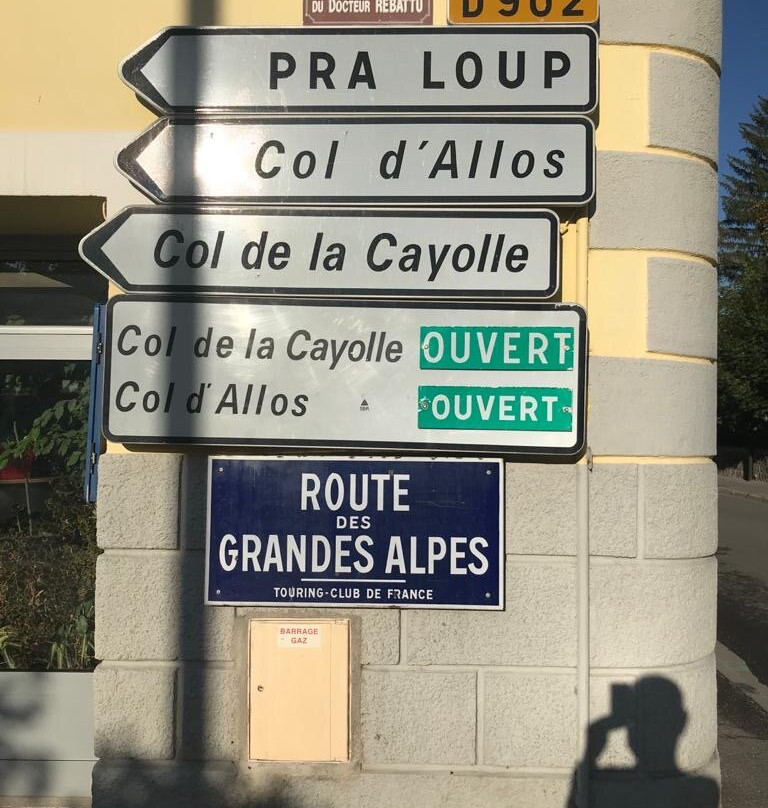 DU DOCTEUR REBATTU
D 902
PRA LOUP
Col d'Allos
Col de la Cayolle
Col de la Cayolle OUVERT
Col d'Allos OUVERT
ROUTE
DES
GRANDES ALPES
TOURING-CLUB DE FRANCE
BARRAGE
GAZ